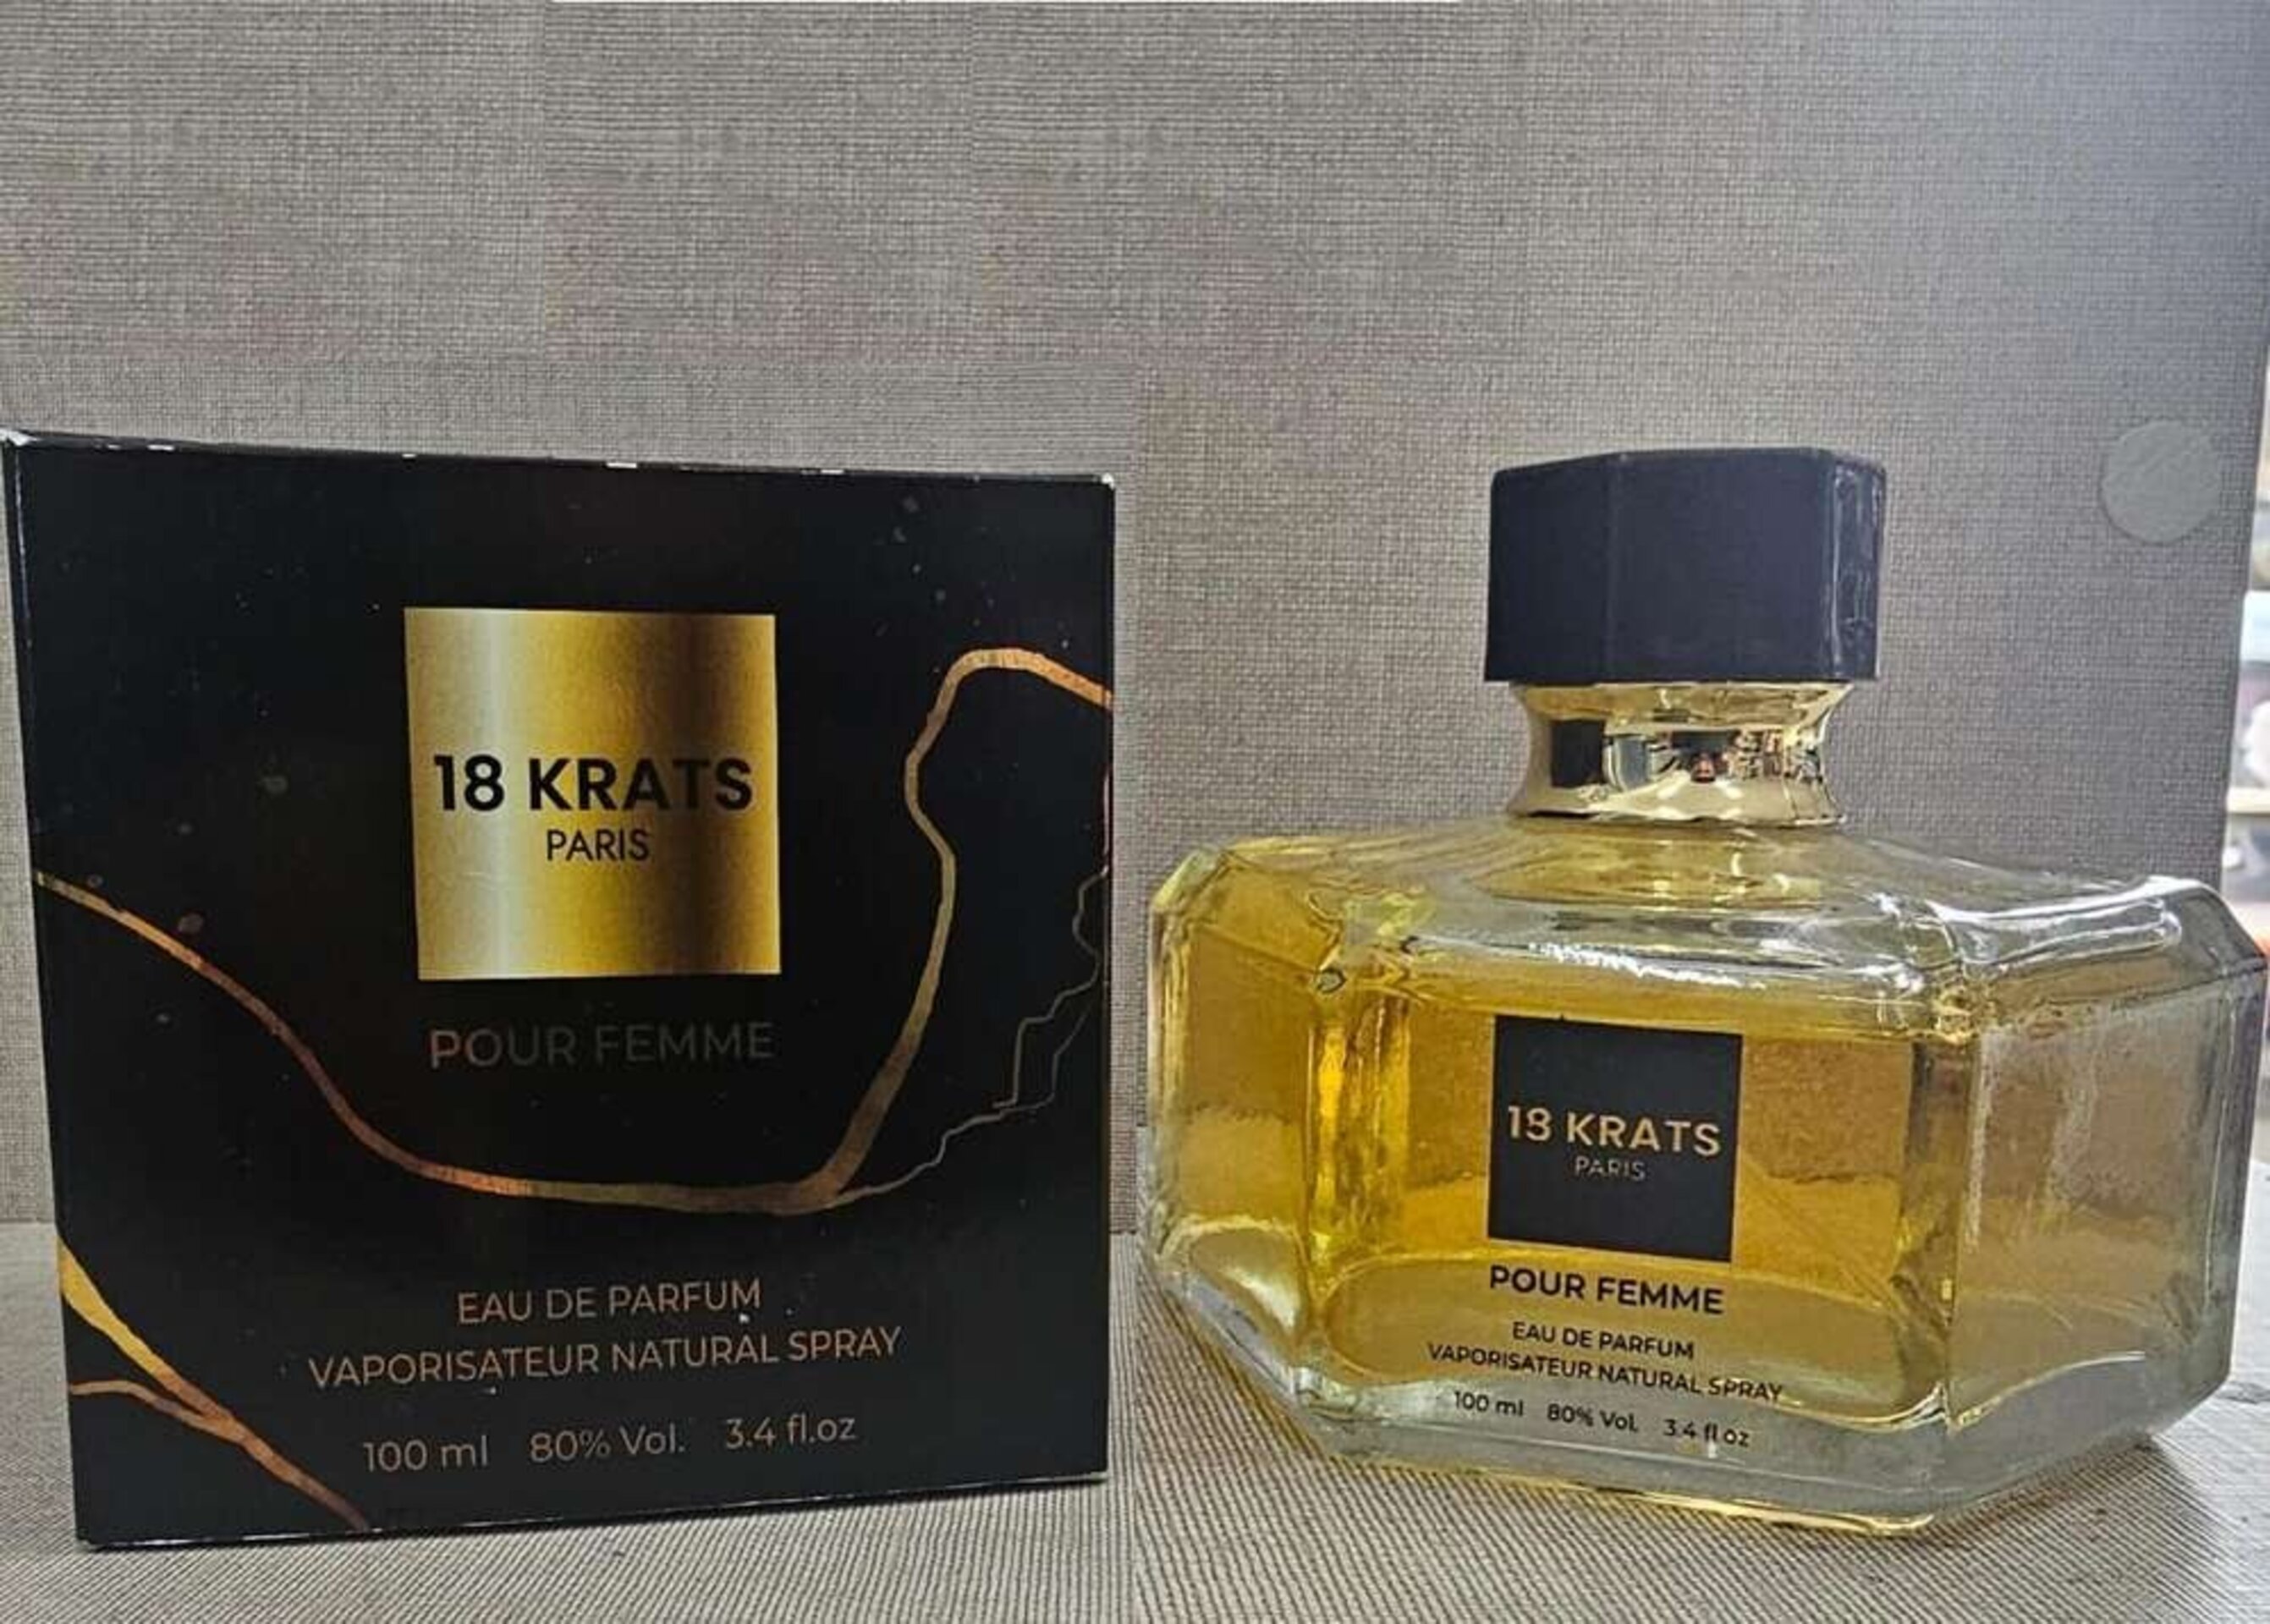 18 KRATS
PARIS
POUR FEMME
EAU DE PARFUM
VAPORISATEUR NATURAL SPRAY
100 ml 80% Vol. 3.4 fl.oz
18 KRATS
PARIS
POUR FEMME
EAU DE PARFUM
VAPORISATEUR NATURAL SPRAY
100 ml 80% Vol. 3.4 fl oz